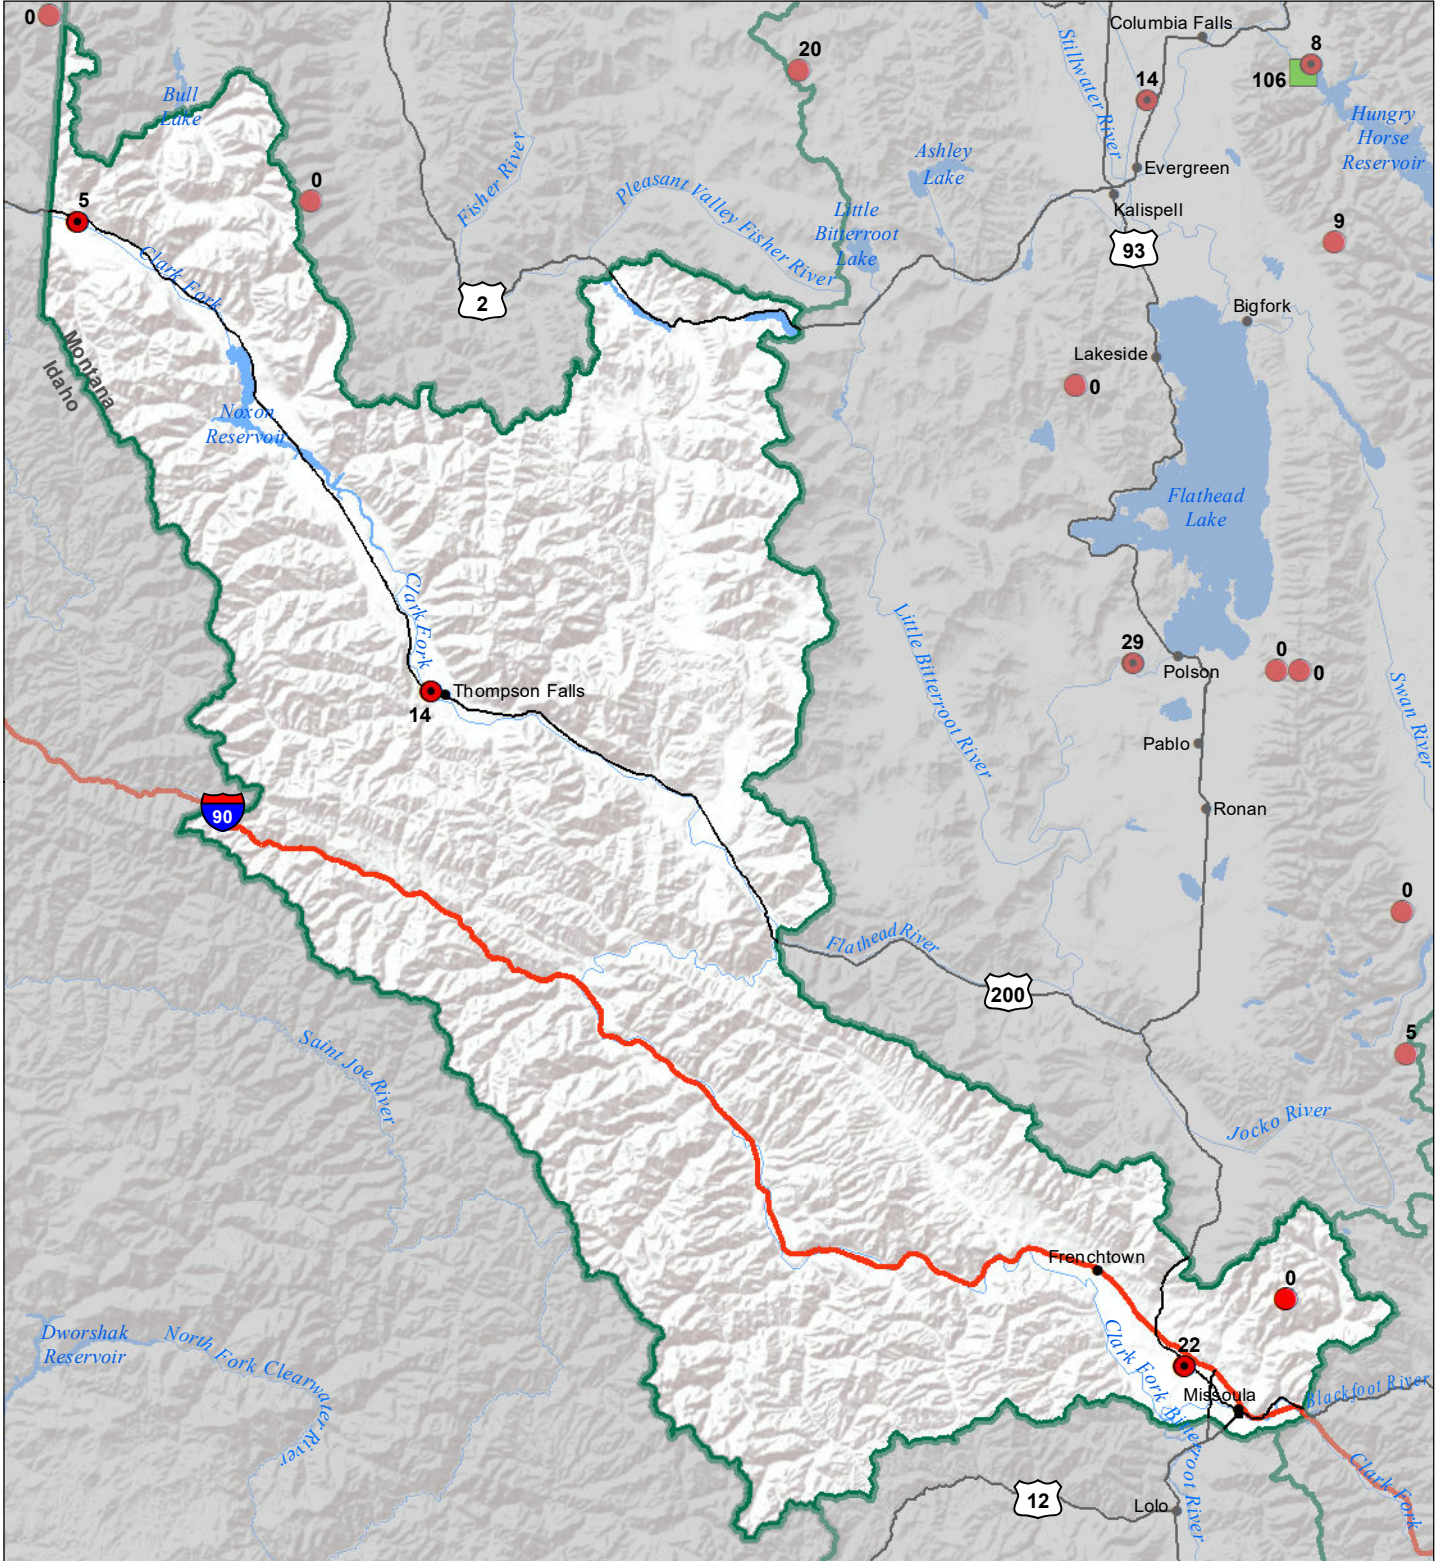 0
20
Columbia Falls
8
106
14
Stillwater River
Bull
Lake
Hungry
Horse
Reservoir
Fisher River
Ashley
Lake
Evergreen
0
Pleasant Valley Fisher River
5
Little
Bitterroot
Lake
Kalispell
9
93
Clark Fork
2
Bigfork
Montana
Idaho
Lakeside
0
Noxon
Reservoir
Flathead
Lake
Clark Fork
Little Bitterroot River
29
0
0
Polson
Swan River
Thompson Falls
14
Pablo
90
Ronan
0
Flathead River
200
Saint Joe River
5
Jocko River
Frenchtown
0
Dworshak
Reservoir
North Fork Clearwater River
Clark Fork
22
Missoula
Blackfoot River
Bitterroot River
Clark Fork
12
Lolo